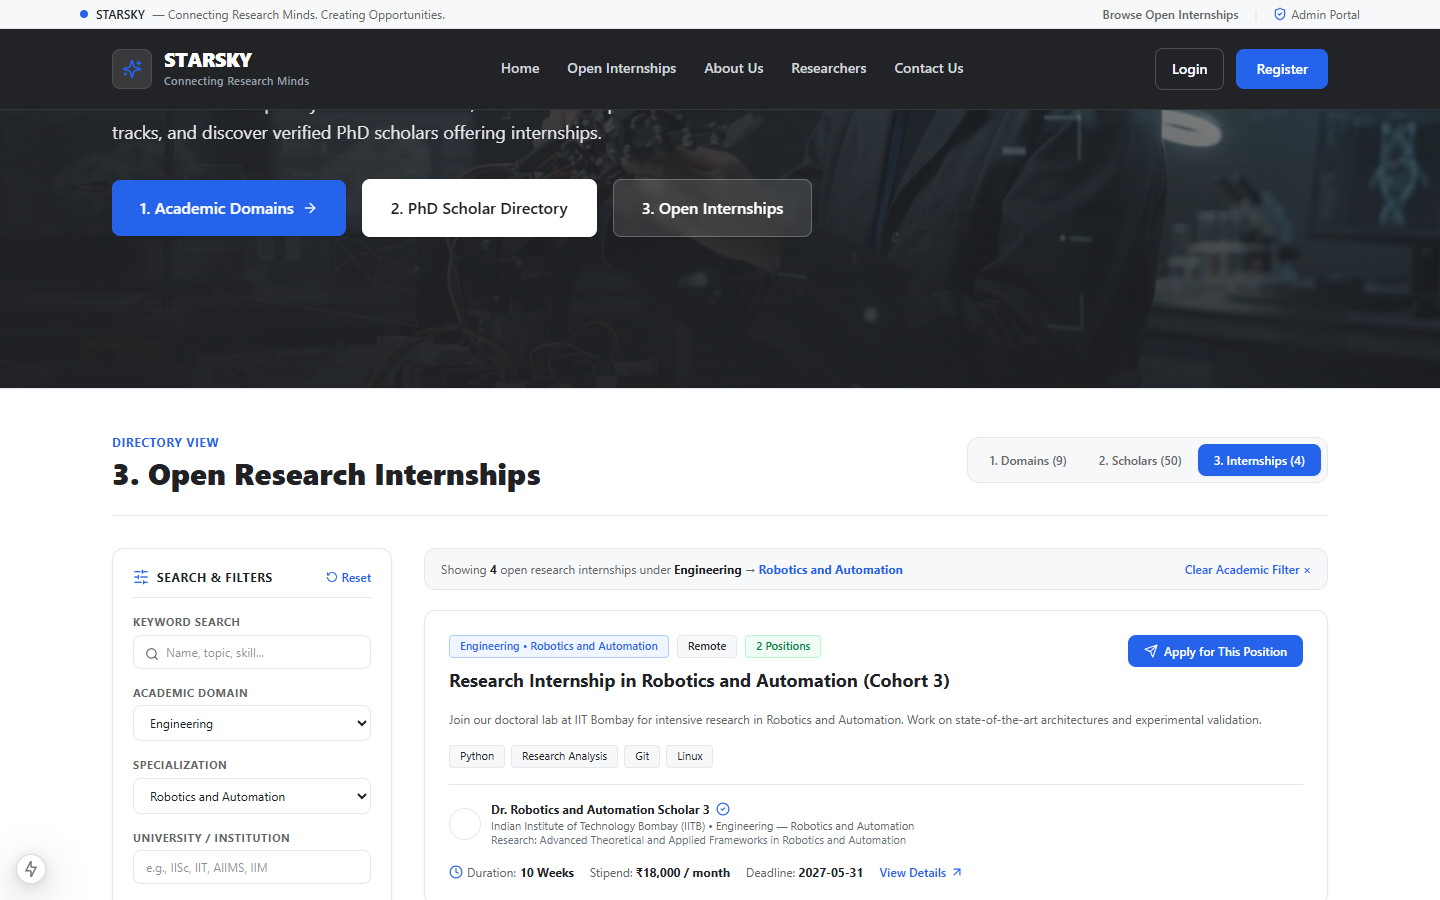 STARSKY — Connecting Research Minds. Creating Opportunities.
Browse Open Internships | Admin Portal
STARSKY
Connecting Research Minds
Home Open Internships About Us Researchers Contact Us
Login Register
tracks, and discover verified PhD scholars offering internships.
1. Academic Domains →
2. PhD Scholar Directory
3. Open Internships
DIRECTORY VIEW
3. Open Research Internships
1. Domains (9) 2. Scholars (50) 3. Internships (4)
SEARCH & FILTERS Reset
KEYWORD SEARCH
Name, topic, skill...
ACADEMIC DOMAIN
Engineering
SPECIALIZATION
Robotics and Automation
UNIVERSITY / INSTITUTION
e.g., IISc, IIT, AIIMS, IIM
Showing 4 open research internships under Engineering → Robotics and Automation
Clear Academic Filter ×
Engineering • Robotics and Automation Remote 2 Positions
Apply for This Position
Research Internship in Robotics and Automation (Cohort 3)
Join our doctoral lab at IIT Bombay for intensive research in Robotics and Automation. Work on state-of-the-art architectures and experimental validation.
Python Research Analysis Git Linux
Dr. Robotics and Automation Scholar 3
Indian Institute of Technology Bombay (IITB) • Engineering — Robotics and Automation
Research: Advanced Theoretical and Applied Frameworks in Robotics and Automation
Duration: 10 Weeks Stipend: ₹18,000 / month Deadline: 2027-05-31 View Details